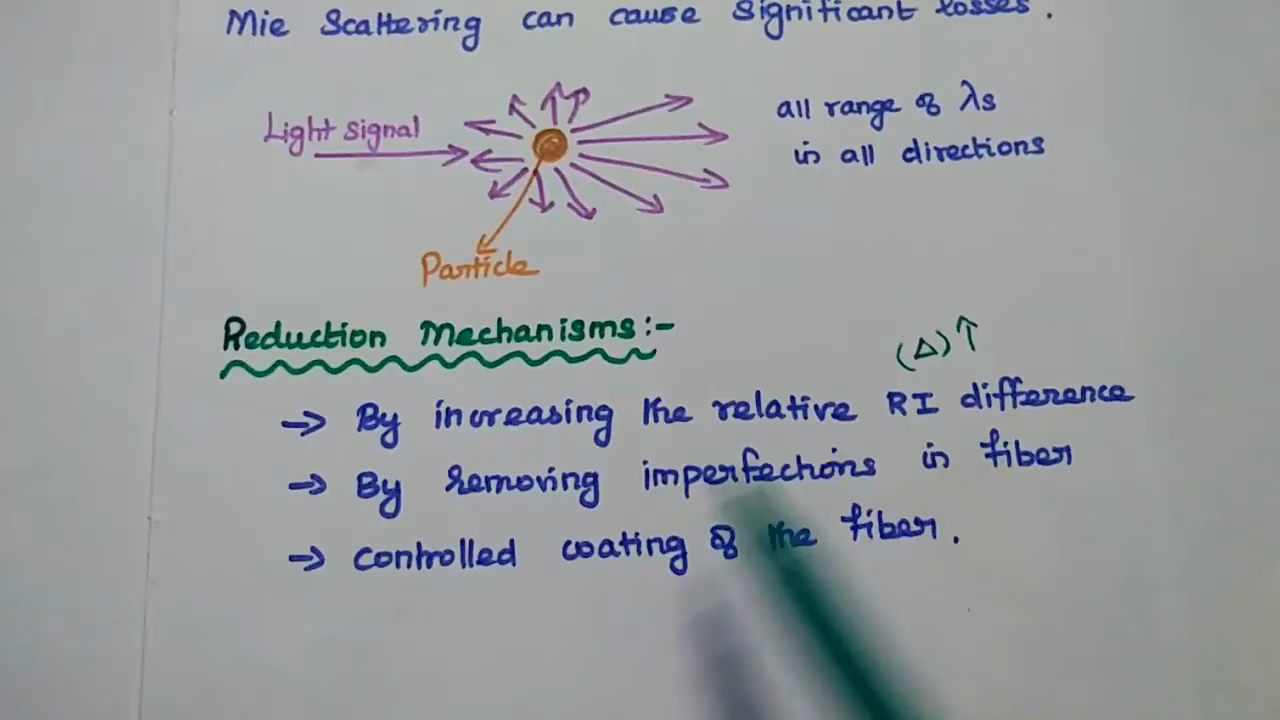 Mie Scattering can cause significant losses.
Light signal
all range of λs
in all directions
Particle
Reduction Mechanisms:-
(Δ)↑
→ By increasing the relative RI difference
→ By removing imperfections in fiber
→ controlled coating of the fiber.